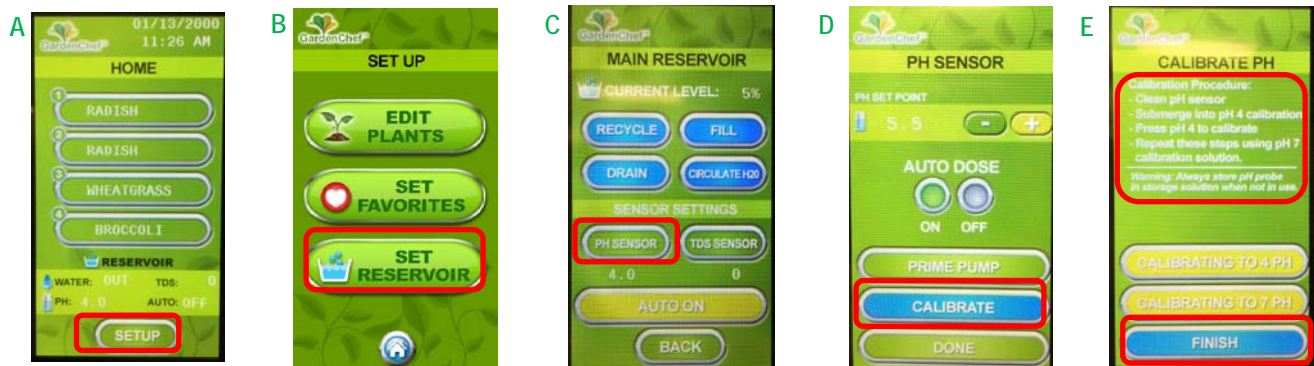 A
GardenChef
01/13/2000
11:26 AM
HOME
1
RADISH
2
RADISH
3
WHEATGRASS
4
BROCCOLI
RESERVOIR
WATER: OUT TDS: 0
PH: 4.0 AUTO: OFF
SETUP
B
GardenChef
SET UP
EDIT
PLANTS
SET
FAVORITES
SET
RESERVOIR
C
GardenChef
MAIN RESERVOIR
CURRENT LEVEL: 5%
RECYCLE FILL
DRAIN CIRCULATE H20
SENSOR SETTINGS
PH SENSOR TDS SENSOR
4.0 0
AUTO ON
BACK
D
GardenChef
PH SENSOR
PH SET POINT
5.5 - +
AUTO DOSE
ON OFF
PRIME PUMP
CALIBRATE
DONE
E
GardenChef
CALIBRATE PH
Calibration Procedure:
- Clean pH sensor
- Submerge into pH 4 calibration
- Press pH 4 to calibrate
- Repeat these steps using pH 7
calibration solution.
Warning: Always store pH probe
in storage solution when not in use.
CALIBRATING TO 4 PH
CALIBRATING TO 7 PH
FINISH